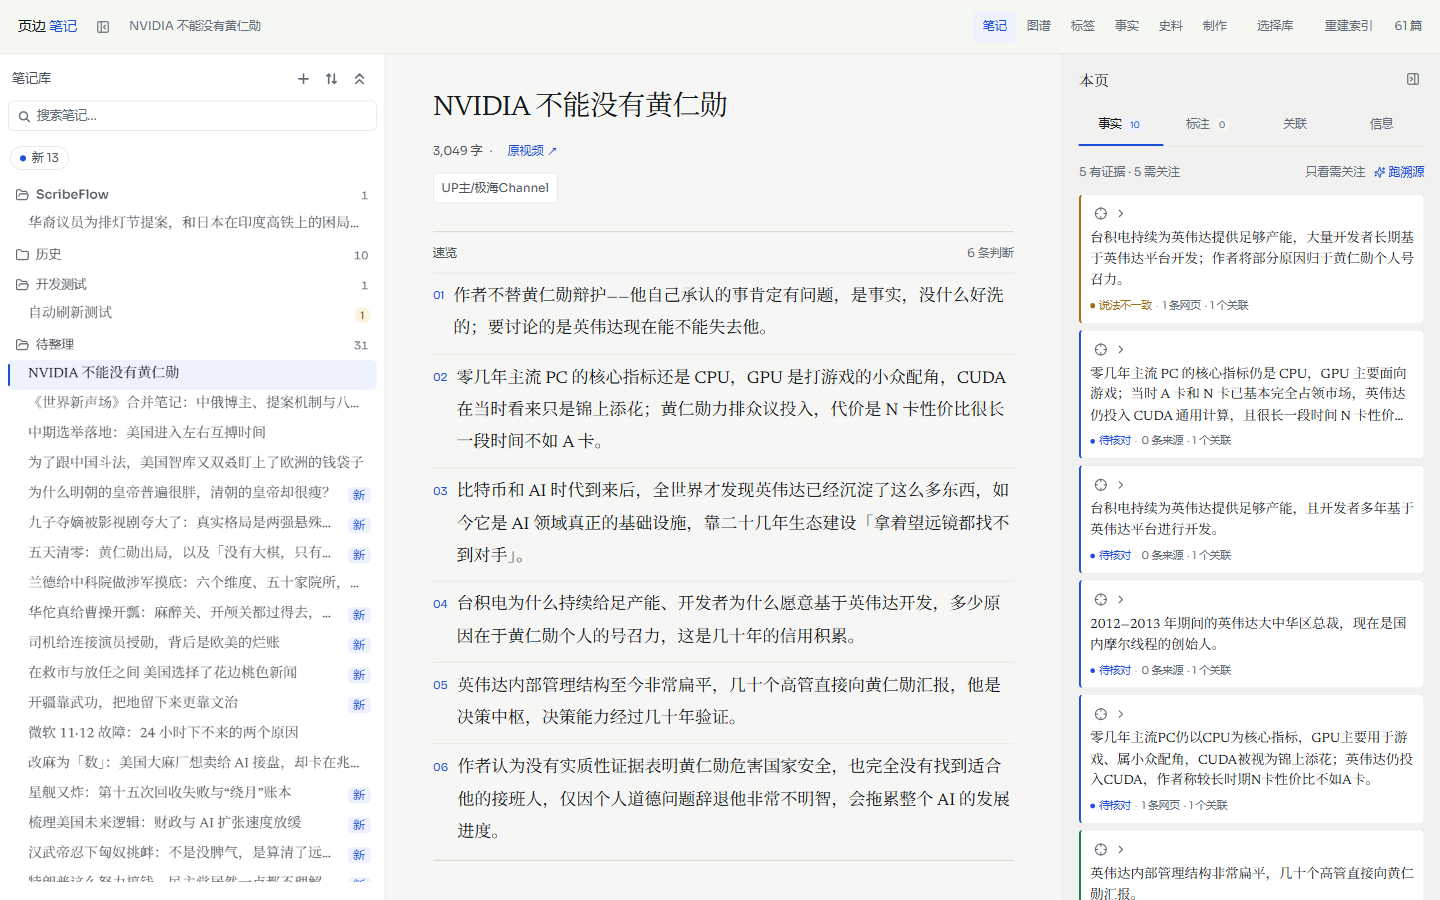 页边 笔记
NVIDIA 不能没有黄仁勋
笔记 图谱 标签 事实 史料 制作 选择库 重建索引 61 篇
笔记库
搜索笔记...
新 13
ScribeFlow 1
华裔议员为排灯节提案，和日本在印度高铁上的困局...
历史 10
开发测试 1
自动刷新测试 1
待整理 31
NVIDIA 不能没有黄仁勋
《世界新声场》合并笔记：中俄博主、提案机制与八...
中期选举落地：美国进入左右互搏时间
为了跟中国斗法，美国智库又双叒盯上了欧洲的钱袋子
为什么明朝的皇帝普遍很胖，清朝的皇帝却很瘦？ 新
九子夺嫡被影视剧夸大了：真实格局是两强悬殊... 新
五天清零：黄仁勋出局，以及「没有大棋，只有... 新
兰德给中科院做涉军摸底：六个维度、五十家院所，...
华佗真给曹操开瓢：麻醉关、开颅关都过得去，... 新
司机给连接演员授勋，背后是欧美的烂账 新
在救市与放任之间 美国选择了花边桃色新闻 新
开疆靠武功，把地留下来更靠文治 新
微软 11·12 故障：24 小时下不来的两个原因
改麻为「数」：美国大麻厂想卖给 AI 接盘，却卡在兆...
星舰又炸：第十五次回收失败与“绕月”账本 新
梳理美国未来逻辑：财政与 AI 扩张速度放缓 新
汉武帝忍下匈奴挑衅：不是没脾气，是算清了远... 新
NVIDIA 不能没有黄仁勋
3,049 字 · 原视频 ↗
UP主/极海Channel
速览 6 条判断
01 作者不替黄仁勋辩护——他自己承认的事肯定有问题，是事实，没什么好洗
的；要讨论的是英伟达现在能不能失去他。
02 零几年主流 PC 的核心指标还是 CPU，GPU 是打游戏的小众配角，CUDA
在当时看来只是锦上添花；黄仁勋力排众议投入，代价是 N 卡性价比很长
一段时间不如 A 卡。
03 比特币和 AI 时代到来后，全世界才发现英伟达已经沉淀了这么多东西，如
今它是 AI 领域真正的基础设施，靠二十几年生态建设「拿着望远镜都找不
到对手」。
04 台积电为什么持续给足产能、开发者为什么愿意基于英伟达开发，多少原
因在于黄仁勋个人的号召力，这是几十年的信用积累。
05 英伟达内部管理结构至今非常扁平，几十个高管直接向黄仁勋汇报，他是
决策中枢，决策能力经过几十年验证。
06 作者认为没有实质性证据表明黄仁勋危害国家安全，也完全没有找到适合
他的接班人，仅因个人道德问题辞退他非常不明智，会拖累整个 AI 的发展
进度。
本页
事实 10 标注 0 关联 信息
5 有证据 · 5 需关注 只看需关注 跑溯源
台积电持续为英伟达提供足够产能，大量开发者长期基
于英伟达平台开发；作者将部分原因归于黄仁勋个人号
召力。
说法不一致 · 1 条网页 · 1个关联
零几年主流 PC 的核心指标仍是 CPU，GPU 主要面向
游戏；当时 A 卡和 N 卡已基本完全占领市场，英伟达
仍投入 CUDA 通用计算，且很长一段时间 N 卡性价...
待核对 · 0 条来源 · 1个关联
台积电持续为英伟达提供足够产能，且开发者多年基于
英伟达平台进行开发。
待核对 · 0 条来源 · 1个关联
2012–2013 年期间的英伟达大中华区总裁，现在是国
内摩尔线程的创始人。
待核对 · 0 条来源 · 1个关联
零几年主流PC仍以CPU为核心指标，GPU主要用于游
戏、属小众配角，CUDA被视为锦上添花；英伟达仍投
入CUDA，作者称较长时期N卡性价比不如A卡。
待核对 · 1 条网页 · 1个关联
英伟达内部管理结构非常扁平，几十个高管直接向黄仁
勋汇报。